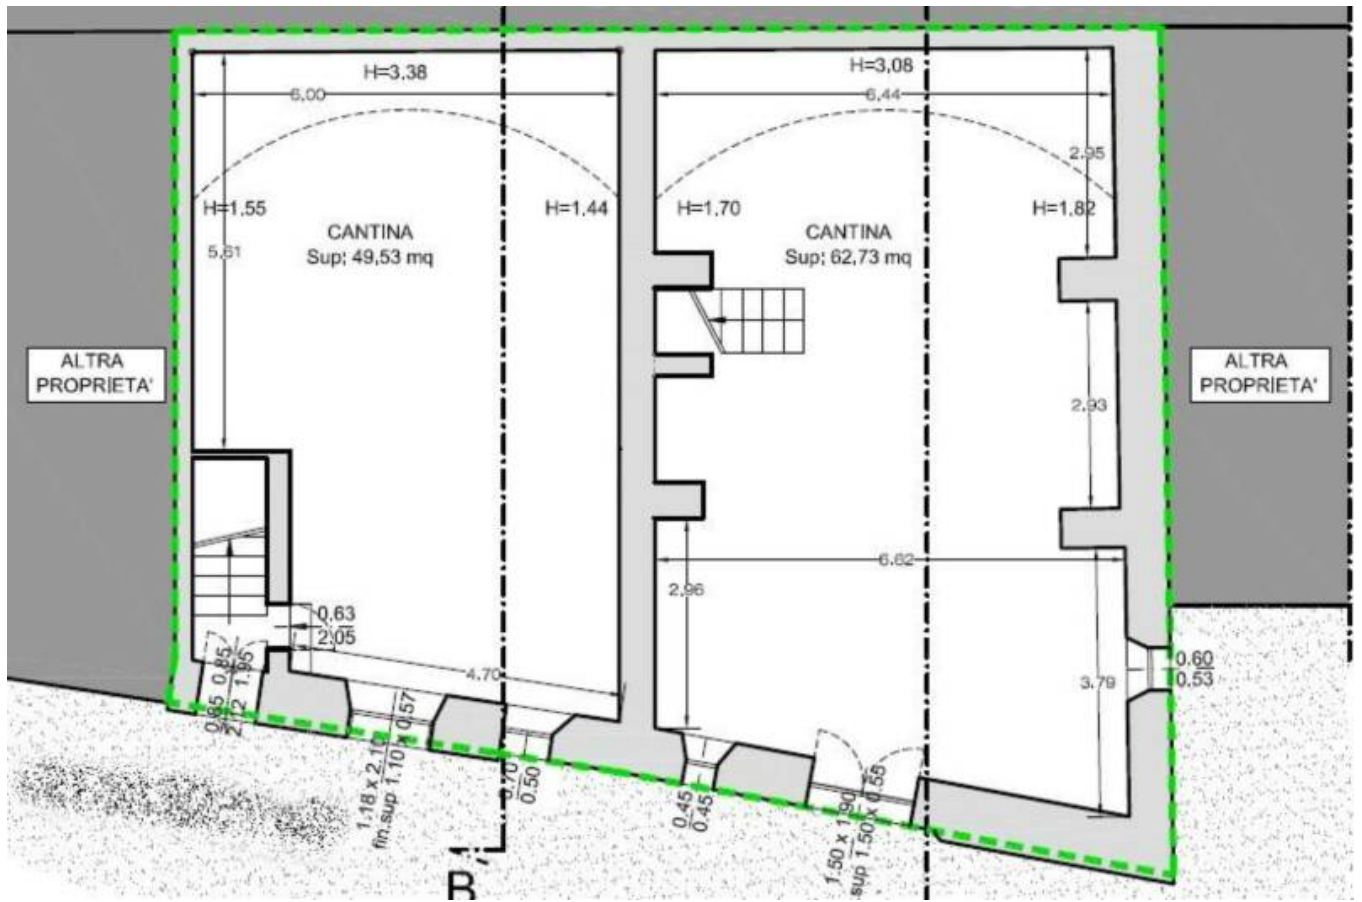 H=3.38
6.00
H=3,08
6.44
2.95
H=1.55
H=1.44
H=1.70
H=1.82
CANTINA
Sup; 49,53 mq
CANTINA
Sup; 62,73 mq
5.61
ALTRA
PROPRIETA'
ALTRA
PROPRIETA'
2.93
6.62
2.96
0.63
2.05
4.70
3.79
0.60
0.53
0.85 0.85
2.12 1.95
1.18 x 2.10
fin.sup 1.10 x 0.57
0.70
0.50
0.45
0.45
1.50 x 1.90
sup 1.50 x 0.55
B